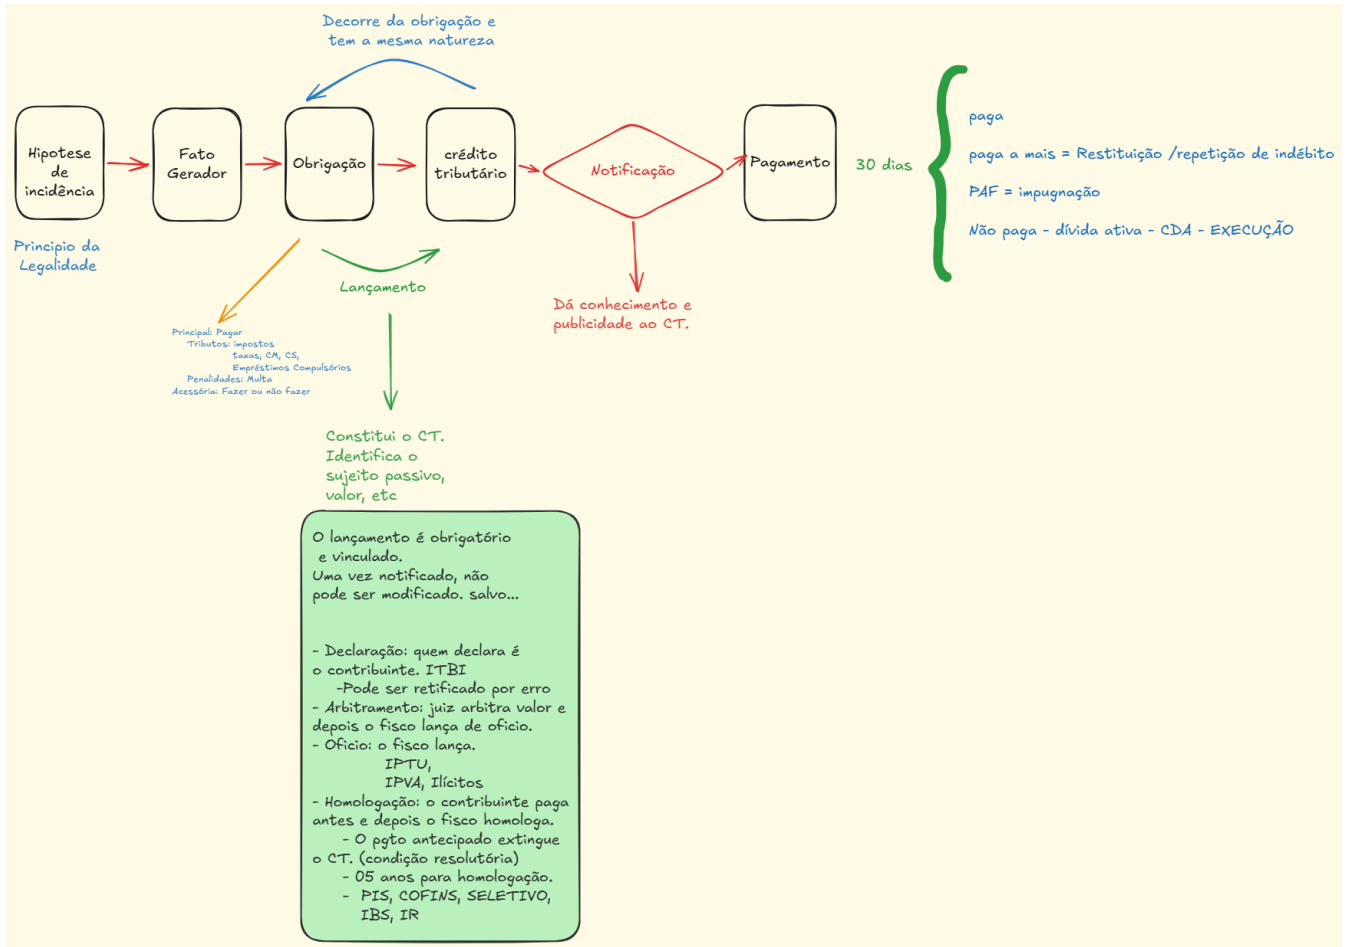 Decorre da obrigação e
tem a mesma natureza
Hipotese
de
incidência
Fato
Gerador
Obrigação
crédito
tributário
Notificação
Pagamento
30 dias
paga
paga a mais = Restituição /repetição de indébito
PAF = impugnação
Não paga - dívida ativa - CDA - EXECUÇÃO
Principio da
Legalidade
Lançamento
Dá conhecimento e
publicidade ao CT.
Principal: Pagar
Tributos: impostos
taxas, CM, CS,
Empréstimos Compulsórios
Penalidades: Multa
Acessória: Fazer ou não fazer
Constitui o CT.
Identifica o
sujeito passivo,
valor, etc
O lançamento é obrigatório
e vinculado.
Uma vez notificado, não
pode ser modificado. salvo...
- Declaração: quem declara é
o contribuinte. ITBI
-Pode ser retificado por erro
- Arbitramento: juiz arbitra valor e
depois o fisco lança de oficio.
- Oficio: o fisco lança.
IPTU,
IPVA, Ilícitos
- Homologação: o contribuinte paga
antes e depois o fisco homologa.
- O pgto antecipado extingue
o CT. (condição resolutória)
- 05 anos para homologação.
- PIS, COFINS, SELETIVO,
IBS, IR